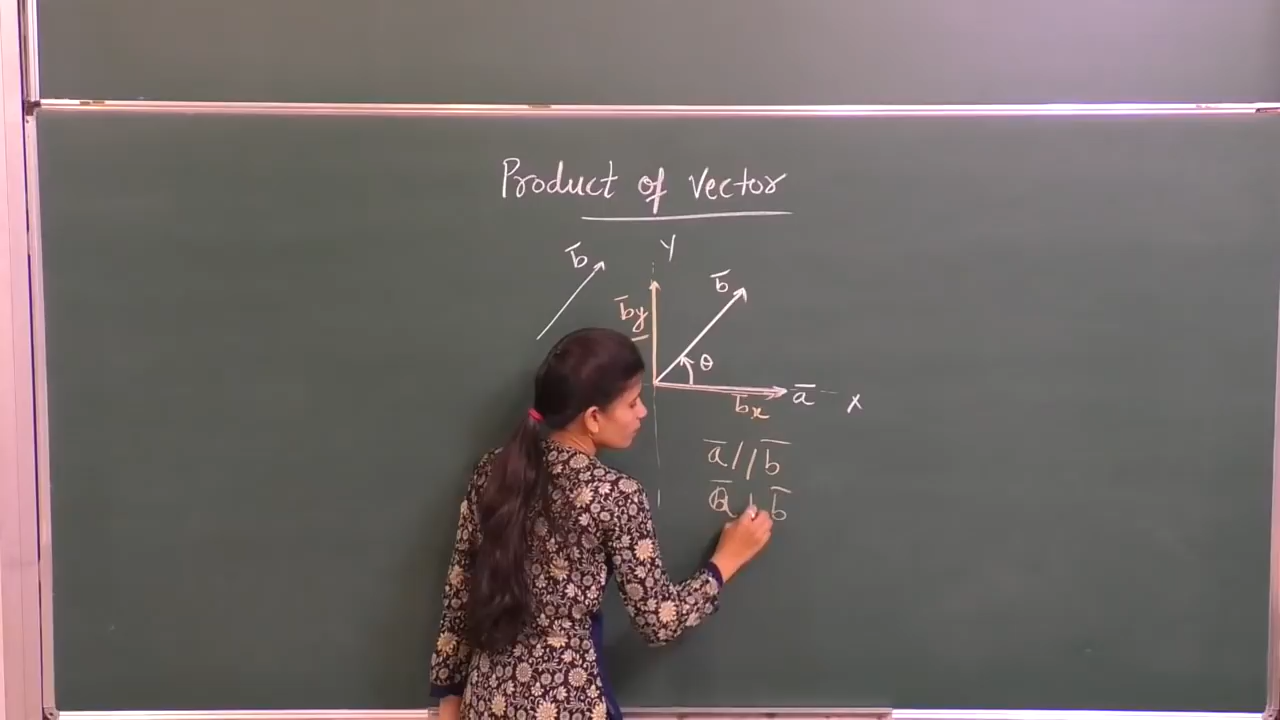 Product of Vector
b̅
y
b̅
b̅y
θ
a̅
x
b̅x
a̅ // b̅
a̅ b̅